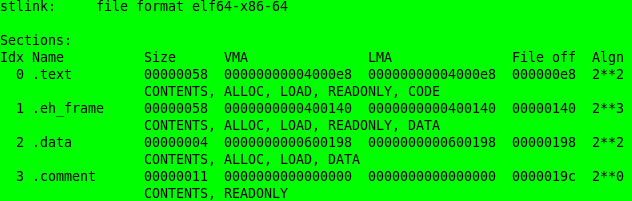 stlink:     file format elf64-x86-64
Sections:
Idx Name          Size      VMA               LMA               File off  Algn
  0 .text         00000058  00000000004000e8  00000000004000e8  000000e8  2**2
                  CONTENTS, ALLOC, LOAD, READONLY, CODE
  1 .eh_frame     00000058  0000000000400140  0000000000400140  00000140  2**3
                  CONTENTS, ALLOC, LOAD, READONLY, DATA
  2 .data         00000004  0000000000600198  0000000000600198  00000198  2**2
                  CONTENTS, ALLOC, LOAD, DATA
  3 .comment      00000011  0000000000000000  0000000000000000  0000019c  2**0
                  CONTENTS, READONLY